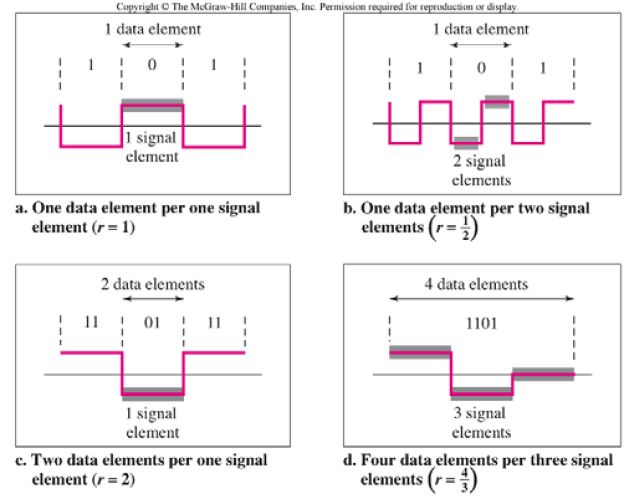 Copyright © The McGraw-Hill Companies, Inc. Permission required for reproduction or display.
1 data element
1 0 1
1 signal
element
a. One data element per one signal
element (r = 1)
1 data element
1 0 1
2 signal
elements
b. One data element per two signal
elements (r = 1/2)
2 data elements
11 01 11
1 signal
element
c. Two data elements per one signal
element (r = 2)
4 data elements
1101
3 signal
elements
d. Four data elements per three signal
elements (r = 4/3)